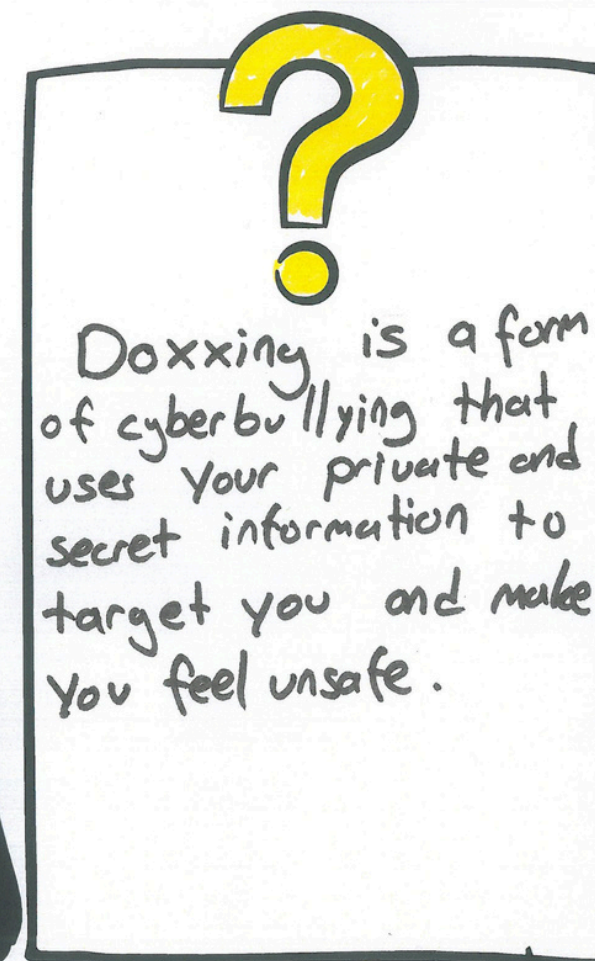 ?
Doxxing is a form
of cyberbullying that
uses your private and
secret information to
target you and make
you feel unsafe.